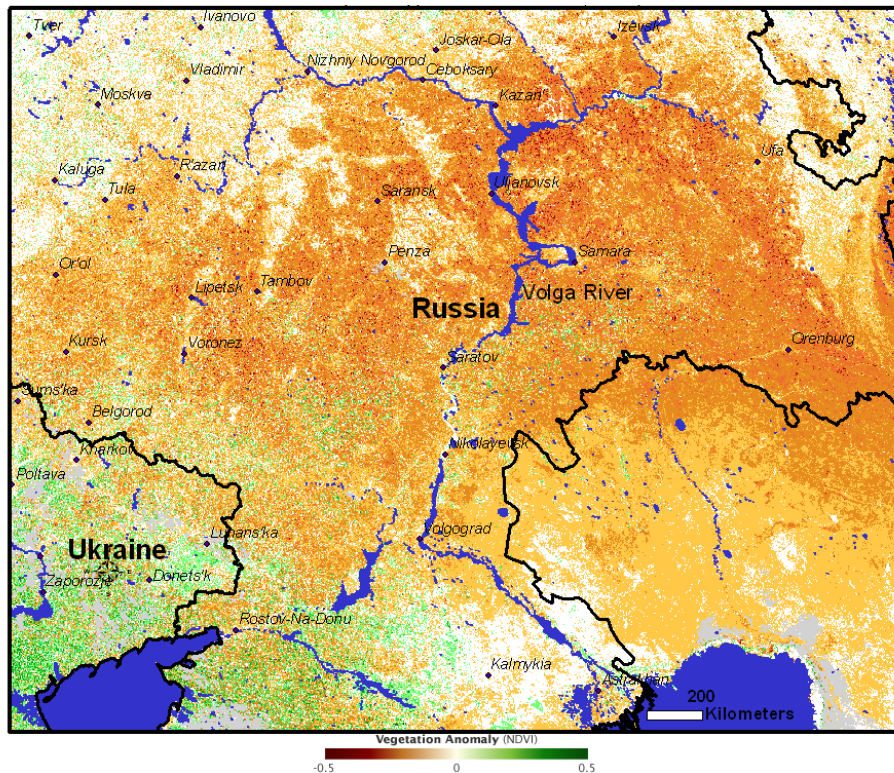 Ivanovo
Tver
Izevsk
Joskar-Ola
Nizhniy Novgorod
Vladimir
Ceboksary
Moskva
Kazan'
Ufa
Kaluga
R'azan'
Tula
Saransk
Uljanovsk
Or'ol
Penza
Samara
Lipetsk
Tambov
Volga River
Russia
Kursk
Voronez
Orenburg
Saratov
Sums'ka
Belgorod
Kharkov
Nikolayevsk
Poltava
Volgograd
Luhans'ka
Ukraine
Zaporozje
Donets'k
Rostov-Na-Donu
Kalmykia
Astrakhan
200
Kilometers
Vegetation Anomaly (NDVI)
-0.5 0 0.5